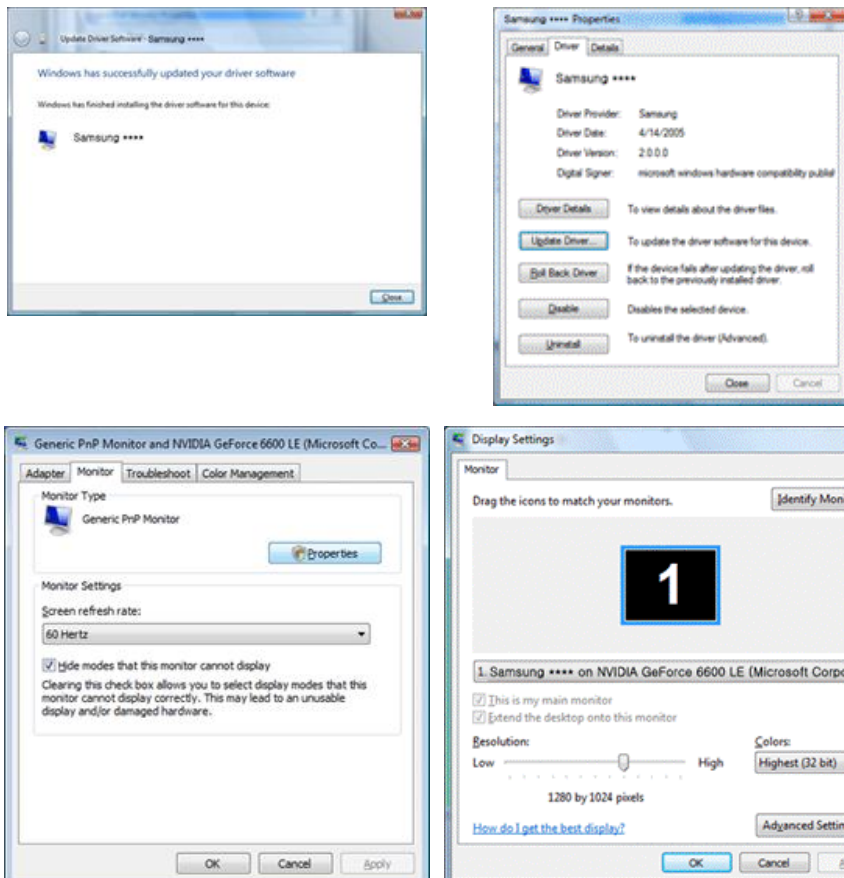 Update Driver Software - Samsung ****
Windows has successfully updated your driver software
Windows has finished installing the driver software for this device:
Samsung ****
Close
Samsung **** Properties
General Driver Details
Samsung ****
Driver Provider: Samsung
Driver Date: 4/14/2005
Driver Version: 2.0.0.0
Digital Signer: microsoft windows hardware compatibility publis
Driver Details To view details about the driver files.
Update Driver... To update the driver software for this device.
Roll Back Driver If the device fails after updating the driver, roll
back to the previously installed driver.
Disable Disables the selected device.
Uninstall To uninstall the driver (Advanced).
Close Cancel
Generic PnP Monitor and NVIDIA GeForce 6600 LE (Microsoft Co...
Adapter Monitor Troubleshoot Color Management
Monitor Type
Generic PnP Monitor
Properties
Monitor Settings
Screen refresh rate:
60 Hertz
Hide modes that this monitor cannot display
Clearing this check box allows you to select display modes that this
monitor cannot display correctly. This may lead to an unusable
display and/or damaged hardware.
OK Cancel Apply
Display Settings
Monitor
Drag the icons to match your monitors.
Identify Mon
1
1. Samsung **** on NVIDIA GeForce 6600 LE (Microsoft Corpo
This is my main monitor
Extend the desktop onto this monitor
Resolution: Colors:
Low High Highest (32 bit)
1280 by 1024 pixels
How do I get the best display? Advanced Settin
OK Cancel A